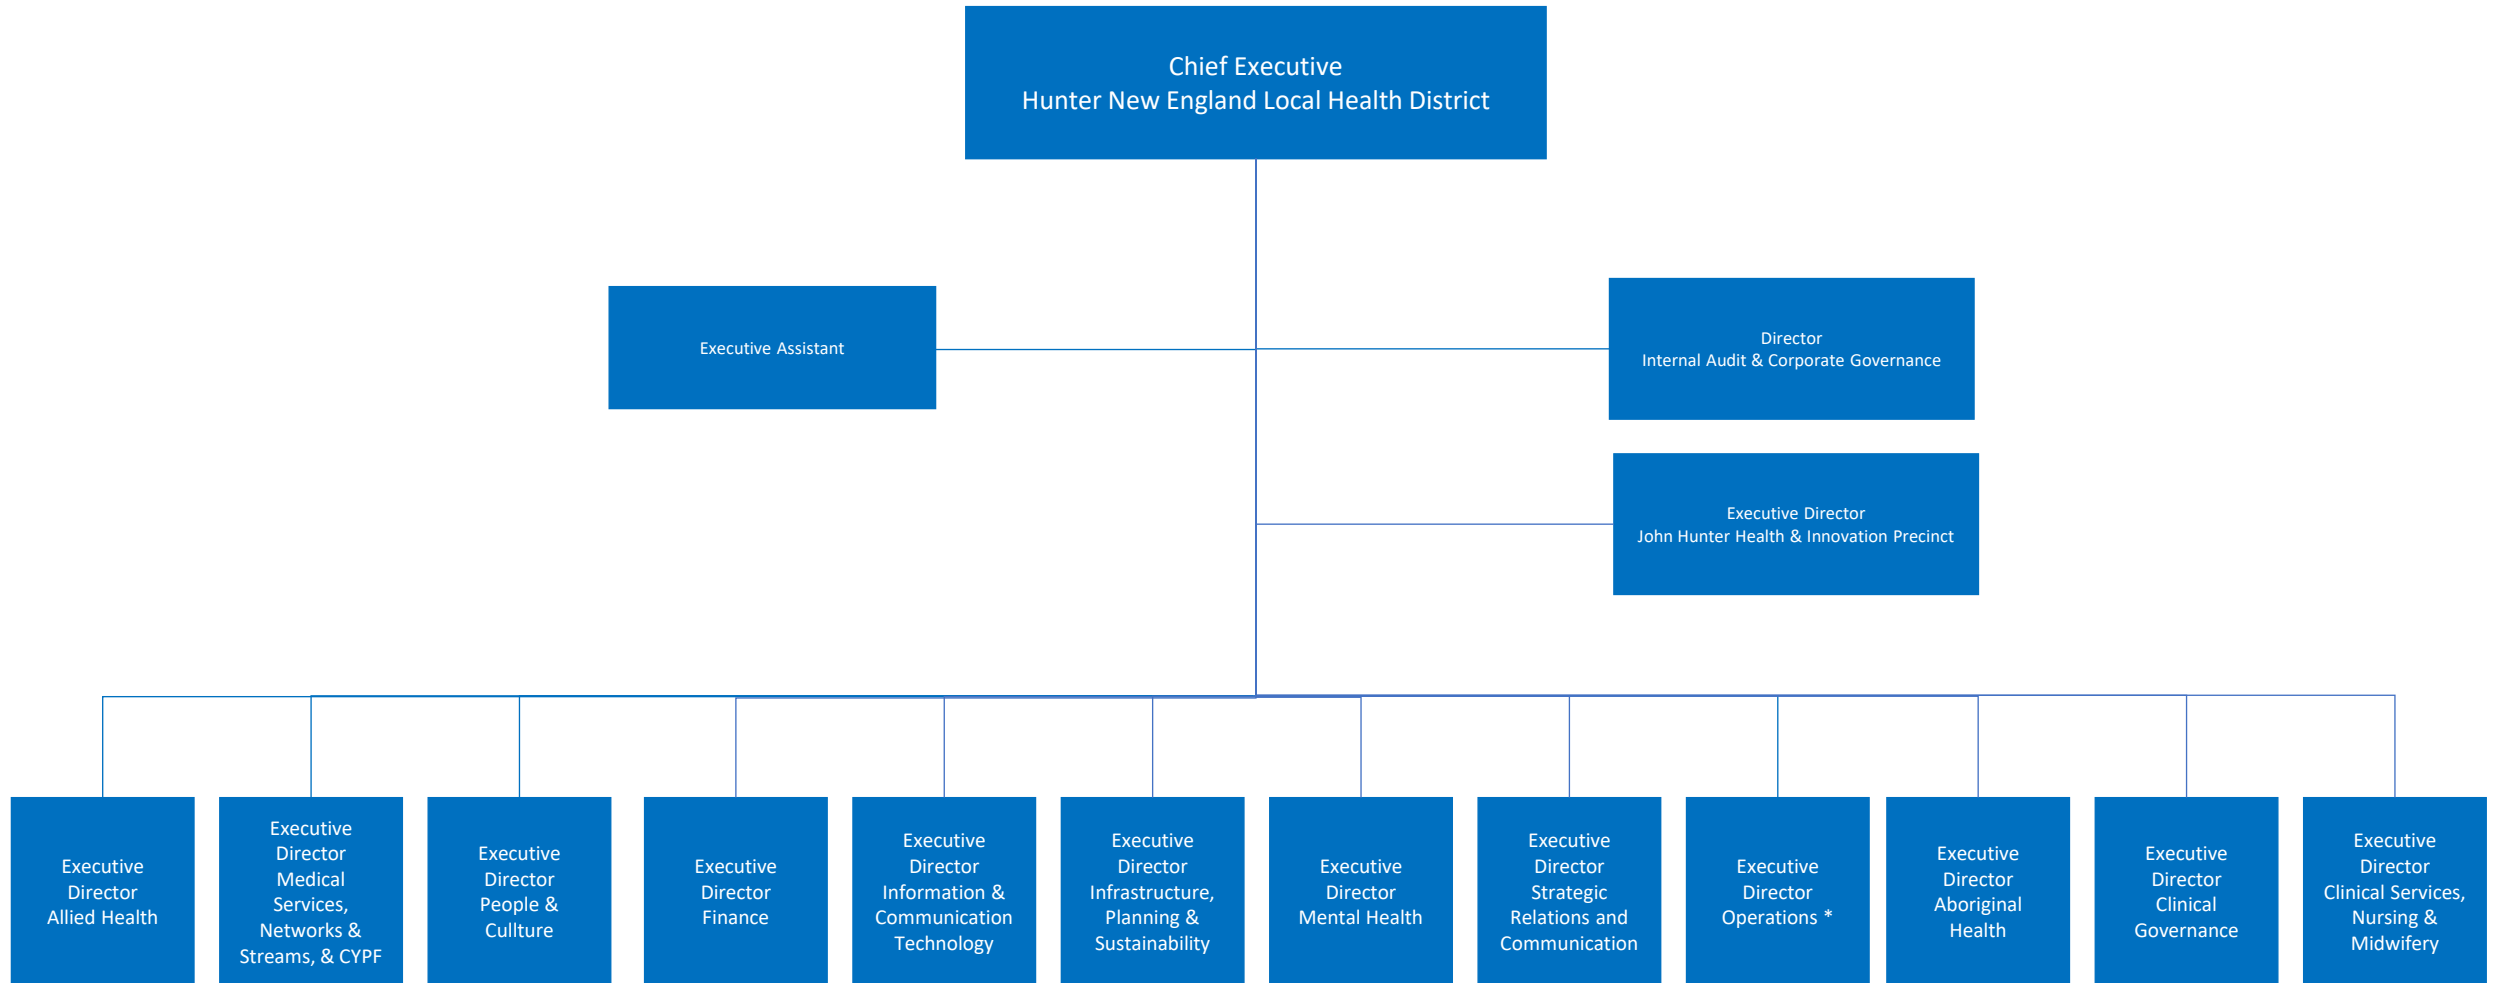 Chief Executive
Hunter New England Local Health District
Executive Assistant
Director
Internal Audit & Corporate Governance
Executive Director
John Hunter Health & Innovation Precinct
Executive
Director
Allied Health
Executive
Director
Medical
Services,
Networks &
Streams, & CYPF
Executive
Director
People &
Cullture
Executive
Director
Finance
Executive
Director
Information &
Communication
Technology
Executive
Director
Infrastructure,
Planning &
Sustainability
Executive
Director
Mental Health
Executive
Director
Strategic
Relations and
Communication
Executive
Director
Operations *
Executive
Director
Aboriginal
Health
Executive
Director
Clinical
Governance
Executive
Director
Clinical Services,
Nursing &
Midwifery